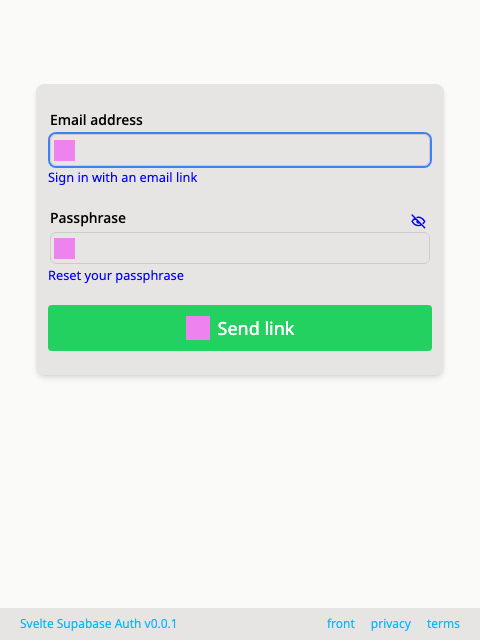 Email address
Sign in with an email link
Passphrase
Reset your passphrase
Send link
Svelte Supabase Auth v0.0.1 front privacy terms